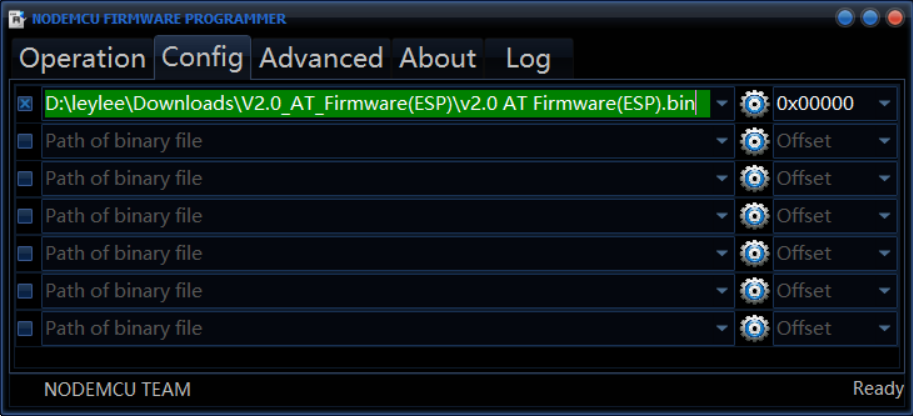 NODEMCU FIRMWARE PROGRAMMER
Operation Config Advanced About Log
D:\leylee\Downloads\V2.0_AT_Firmware(ESP)\v2.0 AT Firmware(ESP).bin 0x00000
Path of binary file Offset
Path of binary file Offset
Path of binary file Offset
Path of binary file Offset
Path of binary file Offset
Path of binary file Offset
NODEMCU TEAM Ready